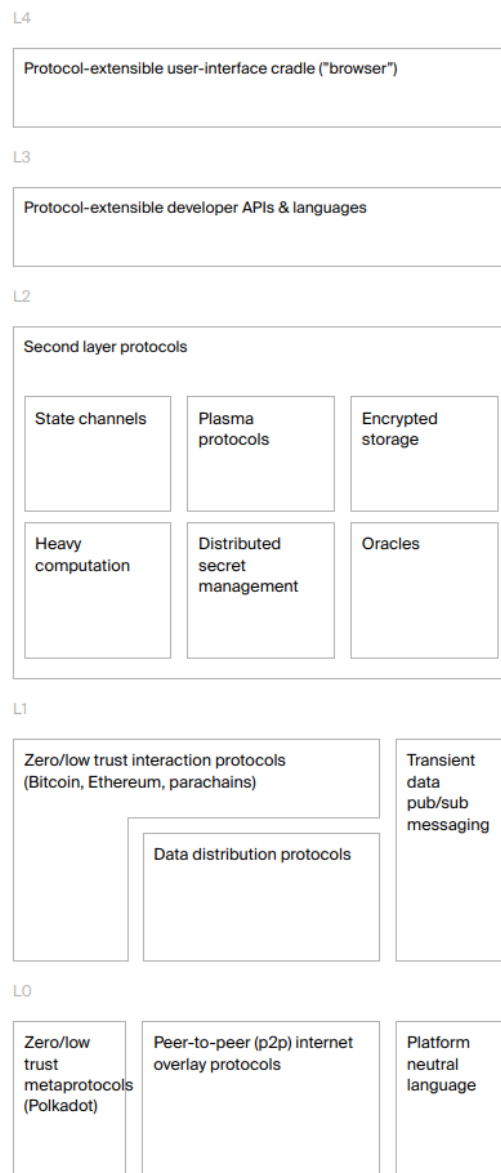 L4
Protocol-extensible user-interface cradle ("browser")
L3
Protocol-extensible developer APIs & languages
L2
Second layer protocols
State channels
Plasma
protocols
Encrypted
storage
Heavy
computation
Distributed
secret
management
Oracles
L1
Zero/low trust interaction protocols
(Bitcoin, Ethereum, parachains)
Data distribution protocols
Transient
data
pub/sub
messaging
L0
Zero/low
trust
metaprotocols
(Polkadot)
Peer-to-peer (p2p) internet
overlay protocols
Platform
neutral
language